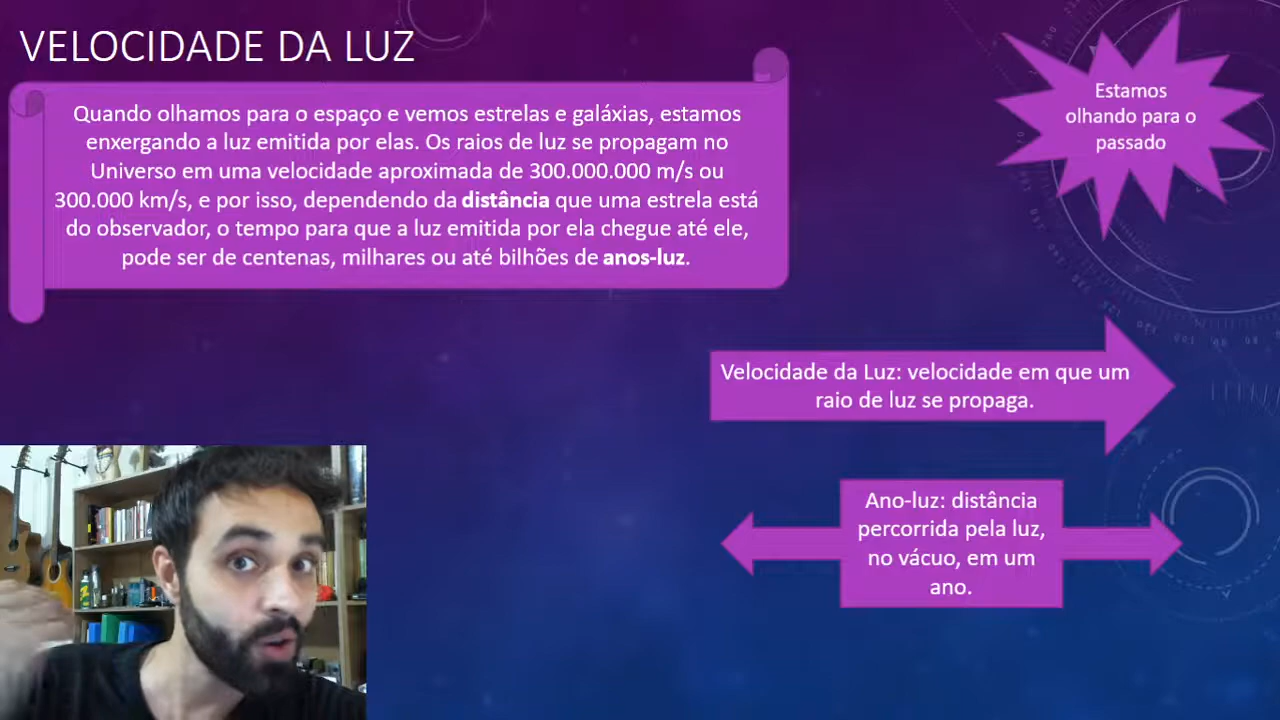 VELOCIDADE DA LUZ
Quando olhamos para o espaço e vemos estrelas e galáxias, estamos
enxergando a luz emitida por elas. Os raios de luz se propagam no
Universo em uma velocidade aproximada de 300.000.000 m/s ou
300.000 km/s, e por isso, dependendo da distância que uma estrela está
do observador, o tempo para que a luz emitida por ela chegue até ele,
pode ser de centenas, milhares ou até bilhões de anos-luz.
Estamos
olhando para o
passado
Velocidade da Luz: velocidade em que um
raio de luz se propaga.
Ano-luz: distância
percorrida pela luz,
no vácuo, em um
ano.